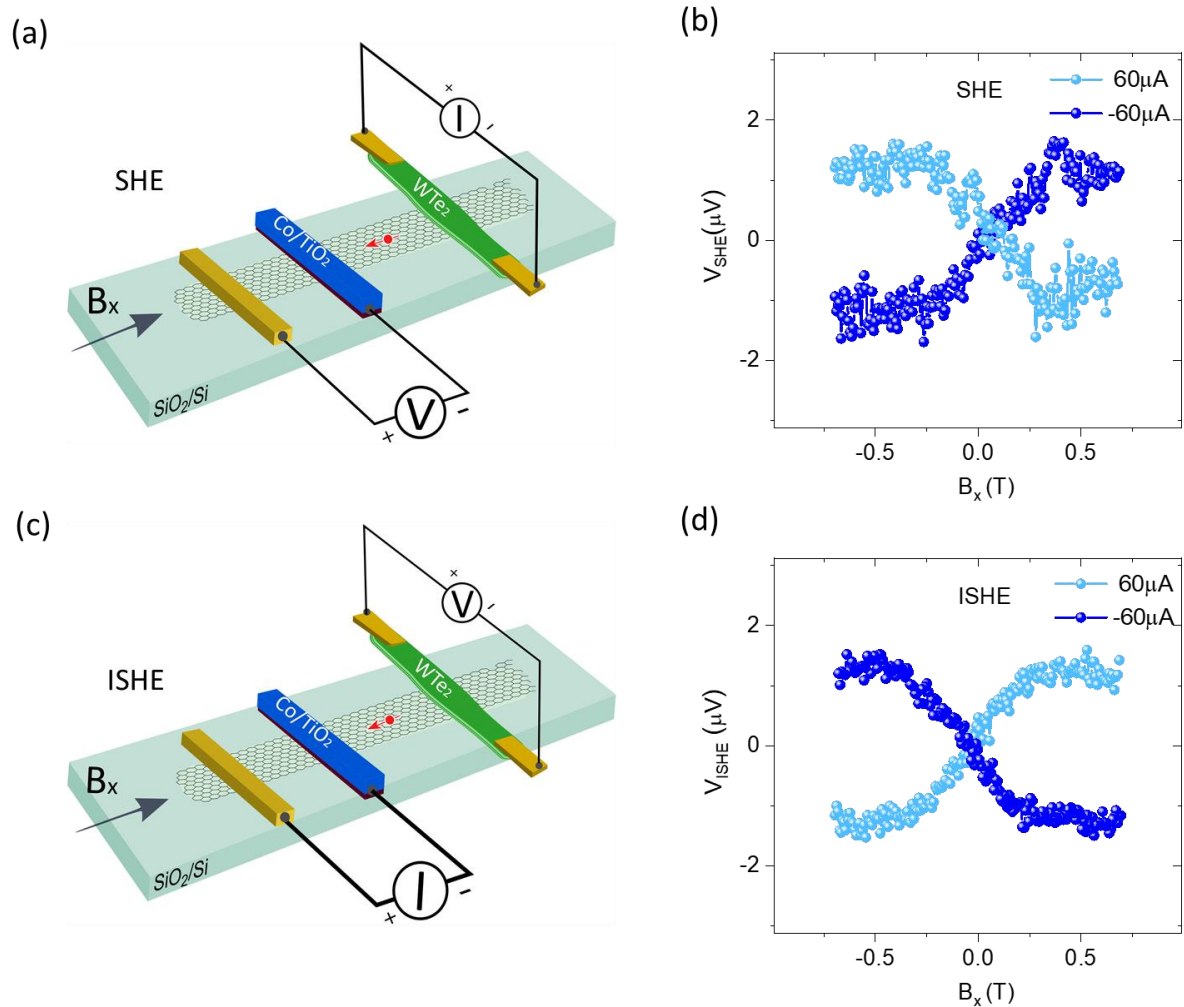 (a)
SHE
+
I
-
WTe₂
Co/TiO₂
Bₓ
SiO₂/Si
V
+
-
(b)
SHE
60μA
-60μA
2
0
-2
V_SHE(μV)
-0.5
0.0
0.5
Bₓ (T)
(c)
ISHE
+
V
-
WTe₂
Co/TiO₂
Bₓ
SiO₂/Si
I
+
-
(d)
ISHE
60μA
-60μA
2
0
-2
V_ISHE (μV)
-0.5
0.0
0.5
Bₓ (T)